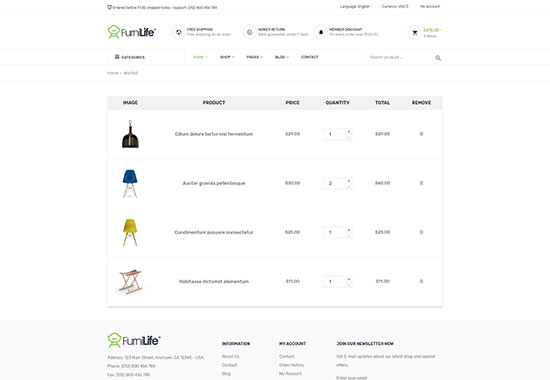 Ordered before 17:30, shipped today - Support: (012) 800 456 789
Language: English
Currency: USD $
My Account
FurniLife®
FREE SHIPPING
Free shipping on all order
MONEY RETURN
Back guarantee under 7 days
MEMBER DISCOUNT
On every order over $120.00
$215.00
5 Items
CATEGORIES
HOME
SHOP
PAGES
BLOG
CONTACT
Search product ...
Home > Wishlist
IMAGE PRODUCT PRICE QUANTITY TOTAL REMOVE
Cillum dolore tortor nisl fermentum $29.00 1 $29.00
Auctor gravida pellentesque $30.00 2 $60.00
Condimentum posuere consectetur $25.00 1 $25.00
Habitasse dictumst elementum $11.00 1 $11.00
FurniLife®
Address: 123 Main Street, Anytown, CA 12345 - USA.
Phone: (012) 800 456 789
Fax: (012) 800 456 789
INFORMATION
About Us
Contact
Blog
MY ACCOUNT
Contact
Order History
My Account
JOIN OUR NEWSLETTER NOW
Get E-mail updates about our latest shop and special
offers.
Enter your email